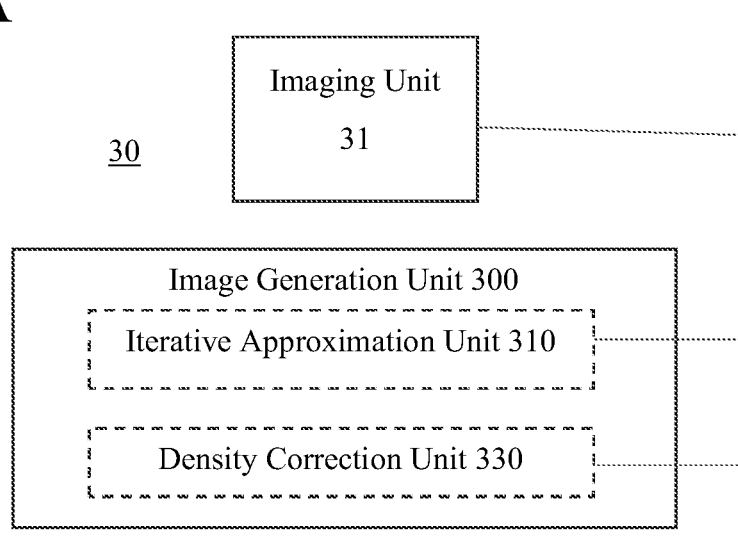 Imaging Unit
31
30
Image Generation Unit 300
Iterative Approximation Unit 310
Density Correction Unit 330